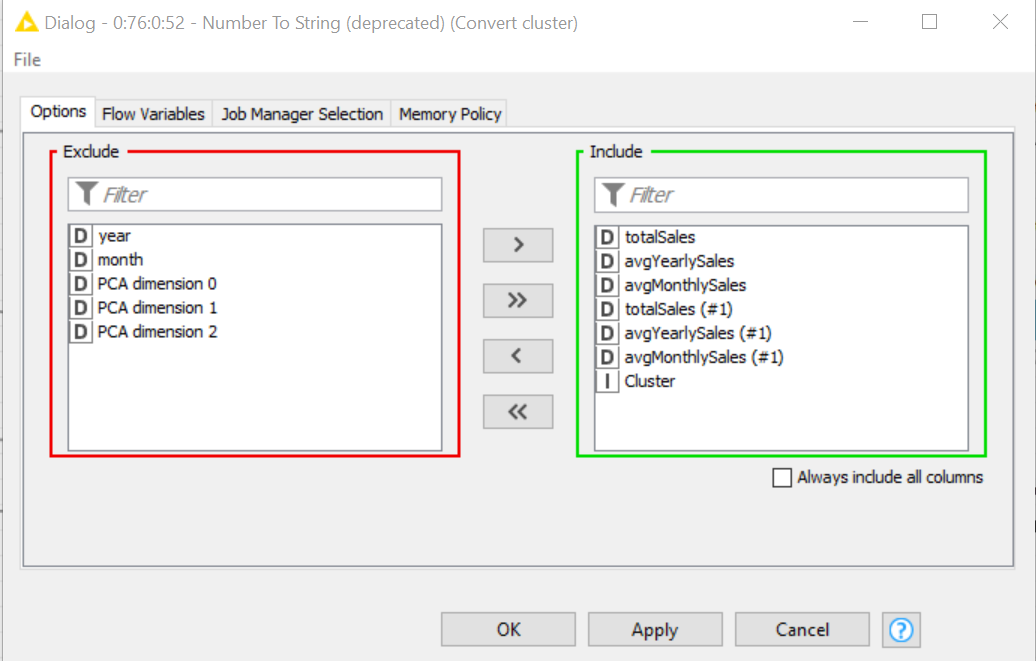 Dialog - 0:76:0:52 - Number To String (deprecated) (Convert cluster)
File
Options Flow Variables Job Manager Selection Memory Policy
Exclude
Filter
D year
D month
D PCA dimension 0
D PCA dimension 1
D PCA dimension 2
>
>>
<
<<
Include
Filter
D totalSales
D avgYearlySales
D avgMonthlySales
D totalSales (#1)
D avgYearlySales (#1)
D avgMonthlySales (#1)
I Cluster
Always include all columns
OK Apply Cancel ?